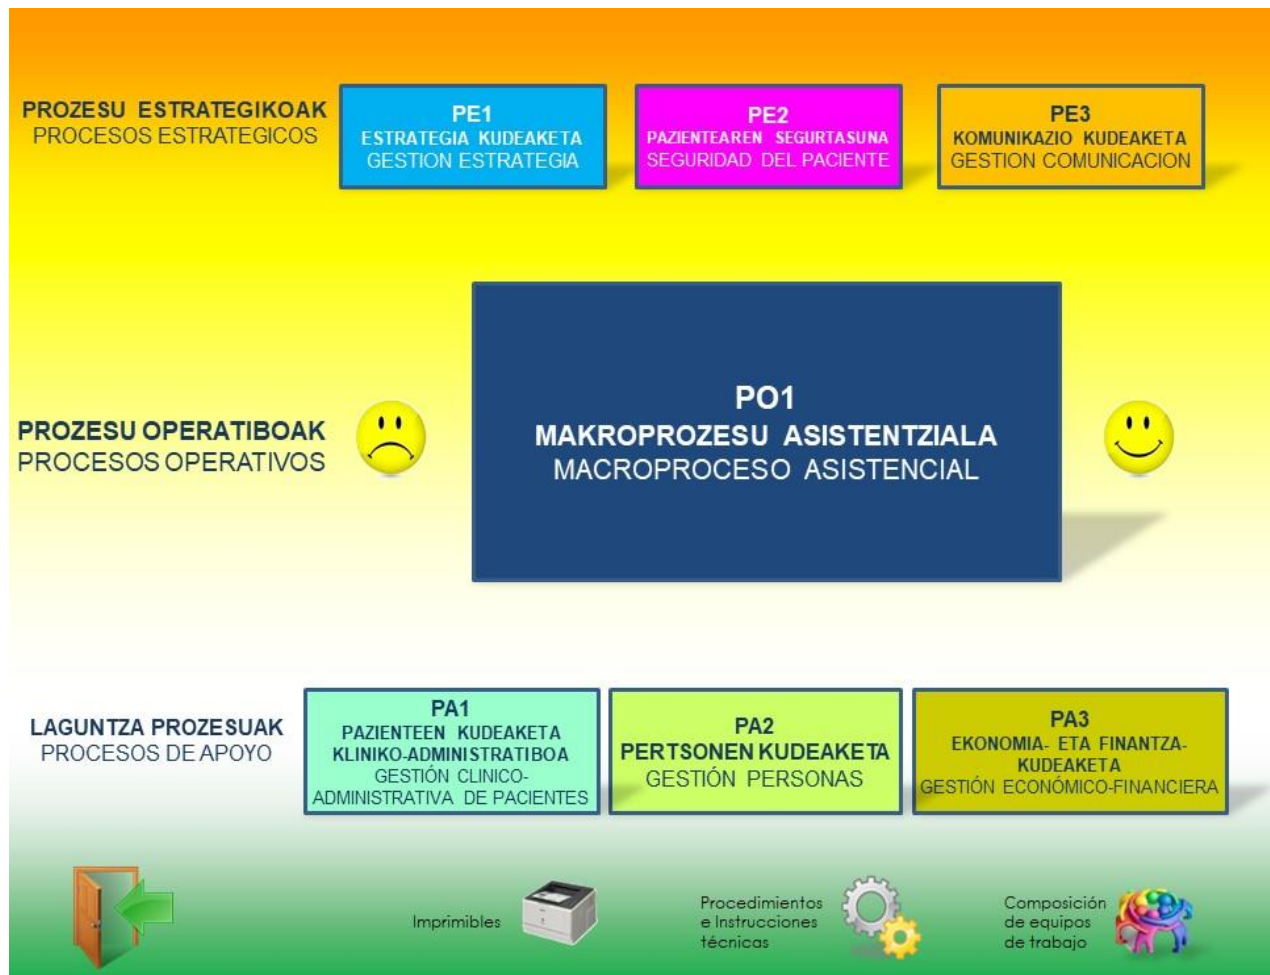 PROZESU ESTRATEGIKOAK
PROCESOS ESTRATEGICOS
PE1
ESTRATEGIA KUDEAKETA
GESTION ESTRATEGIA
PE2
PAZIENTEAREN SEGURTASUNA
SEGURIDAD DEL PACIENTE
PE3
KOMUNIKAZIO KUDEAKETA
GESTION COMUNICACION
PROZESU OPERATIBOAK
PROCESOS OPERATIVOS
PO1
MAKROPROZESU ASISTENTZIALA
MACROPROCESO ASISTENCIAL
LAGUNTZA PROZESUAK
PROCESOS DE APOYO
PA1
PAZIENTEEN KUDEAKETA
KLINIKO-ADMINISTRATIBOA
GESTIÓN CLINICO-
ADMINISTRATIVA DE PACIENTES
PA2
PERTSONEN KUDEAKETA
GESTIÓN PERSONAS
PA3
EKONOMIA- ETA FINANTZA-
KUDEAKETA
GESTIÓN ECONÓMICO-FINANCIERA
Imprimibles
Procedimientos
e Instrucciones
técnicas
Composición
de equipos
de trabajo